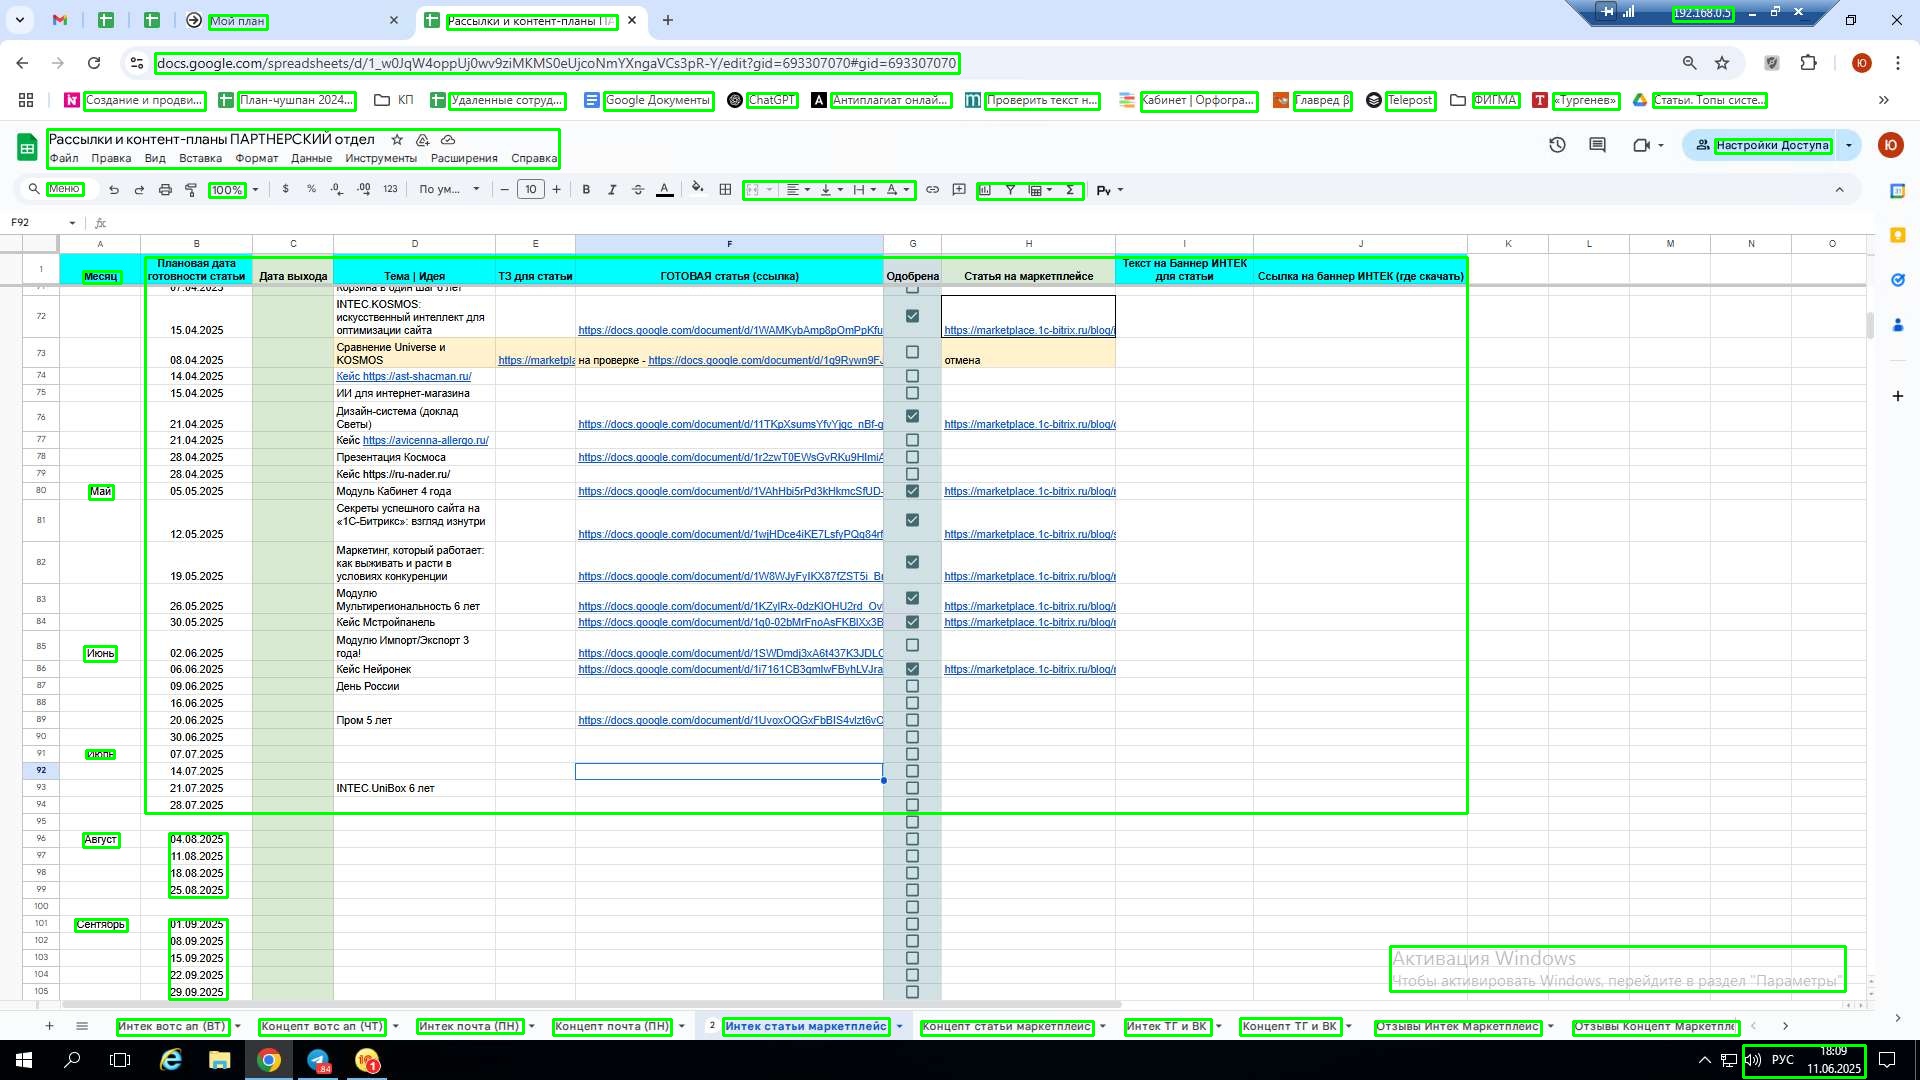 Мой план
Рассылки и контент-планы ПА
192.168.0.5
docs.google.com/spreadsheets/d/1_w0JqW4oppUj0wv9ziMKMS0eUjcoNmYXngaVCs3pR-Y/edit?gid=693307070#gid=693307070
Создание и продви... План-чушпан 2024... КП Удаленные сотруд... Google Документы ChatGPT Антиплагиат онлай... Проверить текст н... Кабинет | Орфогра... Главред β Telepost ФИГМА «Тургенев» Статьи. Топы систе...
Рассылки и контент-планы ПАРТНЕРСКИЙ отдел
Файл Правка Вид Вставка Формат Данные Инструменты Расширения Справка
Настройки Доступа
Меню 100% $ % .0 .00 123 По ум... 10 B I A
F92
A B C D E F G H I J K L M N O
1 Месяц Плановая дата готовности статьи Дата выхода Тема | Идея ТЗ для статьи ГОТОВАЯ статья (ссылка) Одобрена Статья на маркетплейсе Текст на Баннер ИНТЕК для статьи Ссылка на баннер ИНТЕК (где скачать)
07.04.2025 Корзина в один шаг 6 лет
72 15.04.2025 INTEC.KOSMOS: искусственный интеллект для оптимизации сайта https://docs.google.com/document/d/1WAMKybAmp8pOmPpKfu https://marketplace.1c-bitrix.ru/blog/i
73 08.04.2025 Сравнение Universe и KOSMOS https://marketpla на проверке - https://docs.google.com/document/d/1g9Rywn9FJ отмена
74 14.04.2025 Кейс https://ast-shacman.ru/
75 15.04.2025 ИИ для интернет-магазина
76 21.04.2025 Дизайн-система (доклад Светы) https://docs.google.com/document/d/11TKpXsumsYfvYjgc_nBf-g https://marketplace.1c-bitrix.ru/blog/
77 21.04.2025 Кейс https://avicenna-allergo.ru/
78 28.04.2025 Презентация Космоса https://docs.google.com/document/d/1r2zwT0EWsGvRKu9HImiA
79 28.04.2025 Кейс https://ru-nader.ru/
80 Май 05.05.2025 Модуль Кабинет 4 года https://docs.google.com/document/d/1VAhHbi5rPd3kHkmcSfUD- https://marketplace.1c-bitrix.ru/blog/
81 12.05.2025 Секреты успешного сайта на «1С-Битрикс»: взгляд изнутри https://docs.google.com/document/d/1wjHDce4iKE7LsfyPQg84rf https://marketplace.1c-bitrix.ru/blog/s
82 19.05.2025 Маркетинг, который работает: как выживать и расти в условиях конкуренции https://docs.google.com/document/d/1W8WJyFyIKX87fZST5i_Br https://marketplace.1c-bitrix.ru/blog/
83 26.05.2025 Модулю Мультирегиональность 6 лет https://docs.google.com/document/d/1KZyIRx-0dzKlOHU2rd_Ov https://marketplace.1c-bitrix.ru/blog/
84 30.05.2025 Кейс Мстройпанель https://docs.google.com/document/d/1q0-02bMrFnoAsFKBlXx3B https://marketplace.1c-bitrix.ru/blog/
85 Июнь 02.06.2025 Модулю Импорт/Экспорт 3 года! https://docs.google.com/document/d/1SWDmdj3xA6t437K3JDLC
86 06.06.2025 Кейс Нейронек https://docs.google.com/document/d/1i7161CB3qmIwFByhLVJra https://marketplace.1c-bitrix.ru/blog/
87 09.06.2025 День России
88 16.06.2025
89 20.06.2025 Пром 5 лет https://docs.google.com/document/d/1UvoxOQGxFbBIS4vlzt6vC
90 30.06.2025
91 Июль 07.07.2025
92 14.07.2025
93 21.07.2025 INTEC.UniBox 6 лет
94 28.07.2025
95
96 Август 04.08.2025
97 11.08.2025
98 18.08.2025
99 25.08.2025
100
101 Сентябрь 01.09.2025
102 08.09.2025
103 15.09.2025
104 22.09.2025
105 29.09.2025
Активация Windows
Чтобы активировать Windows, перейдите в раздел "Параметры"
Интек вотс ап (ВТ) Концепт вотс ап (ЧТ) Интек почта (ПН) Концепт почта (ПН) 2 Интек статьи маркетплейс Концепт статьи маркетплейс Интек ТГ и ВК Концепт ТГ и ВК Отзывы Интек Маркетплейс Отзывы Концепт Маркетпле
84 1 РУС 18:09
11.06.2025